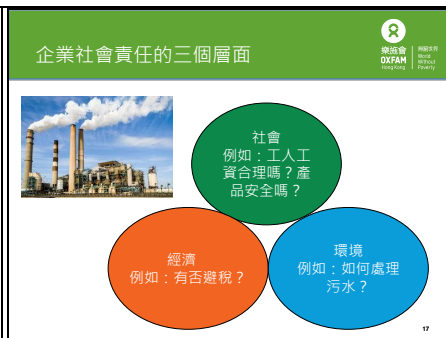 企業社會責任的三個層面
樂施會
OXFAM
Hong Kong
無窮世界
World
Without
Poverty
社會
例如：工人工
資合理嗎？產
品安全嗎？
經濟
例如：有否避稅？
環境
例如：如何處理
污水？
17